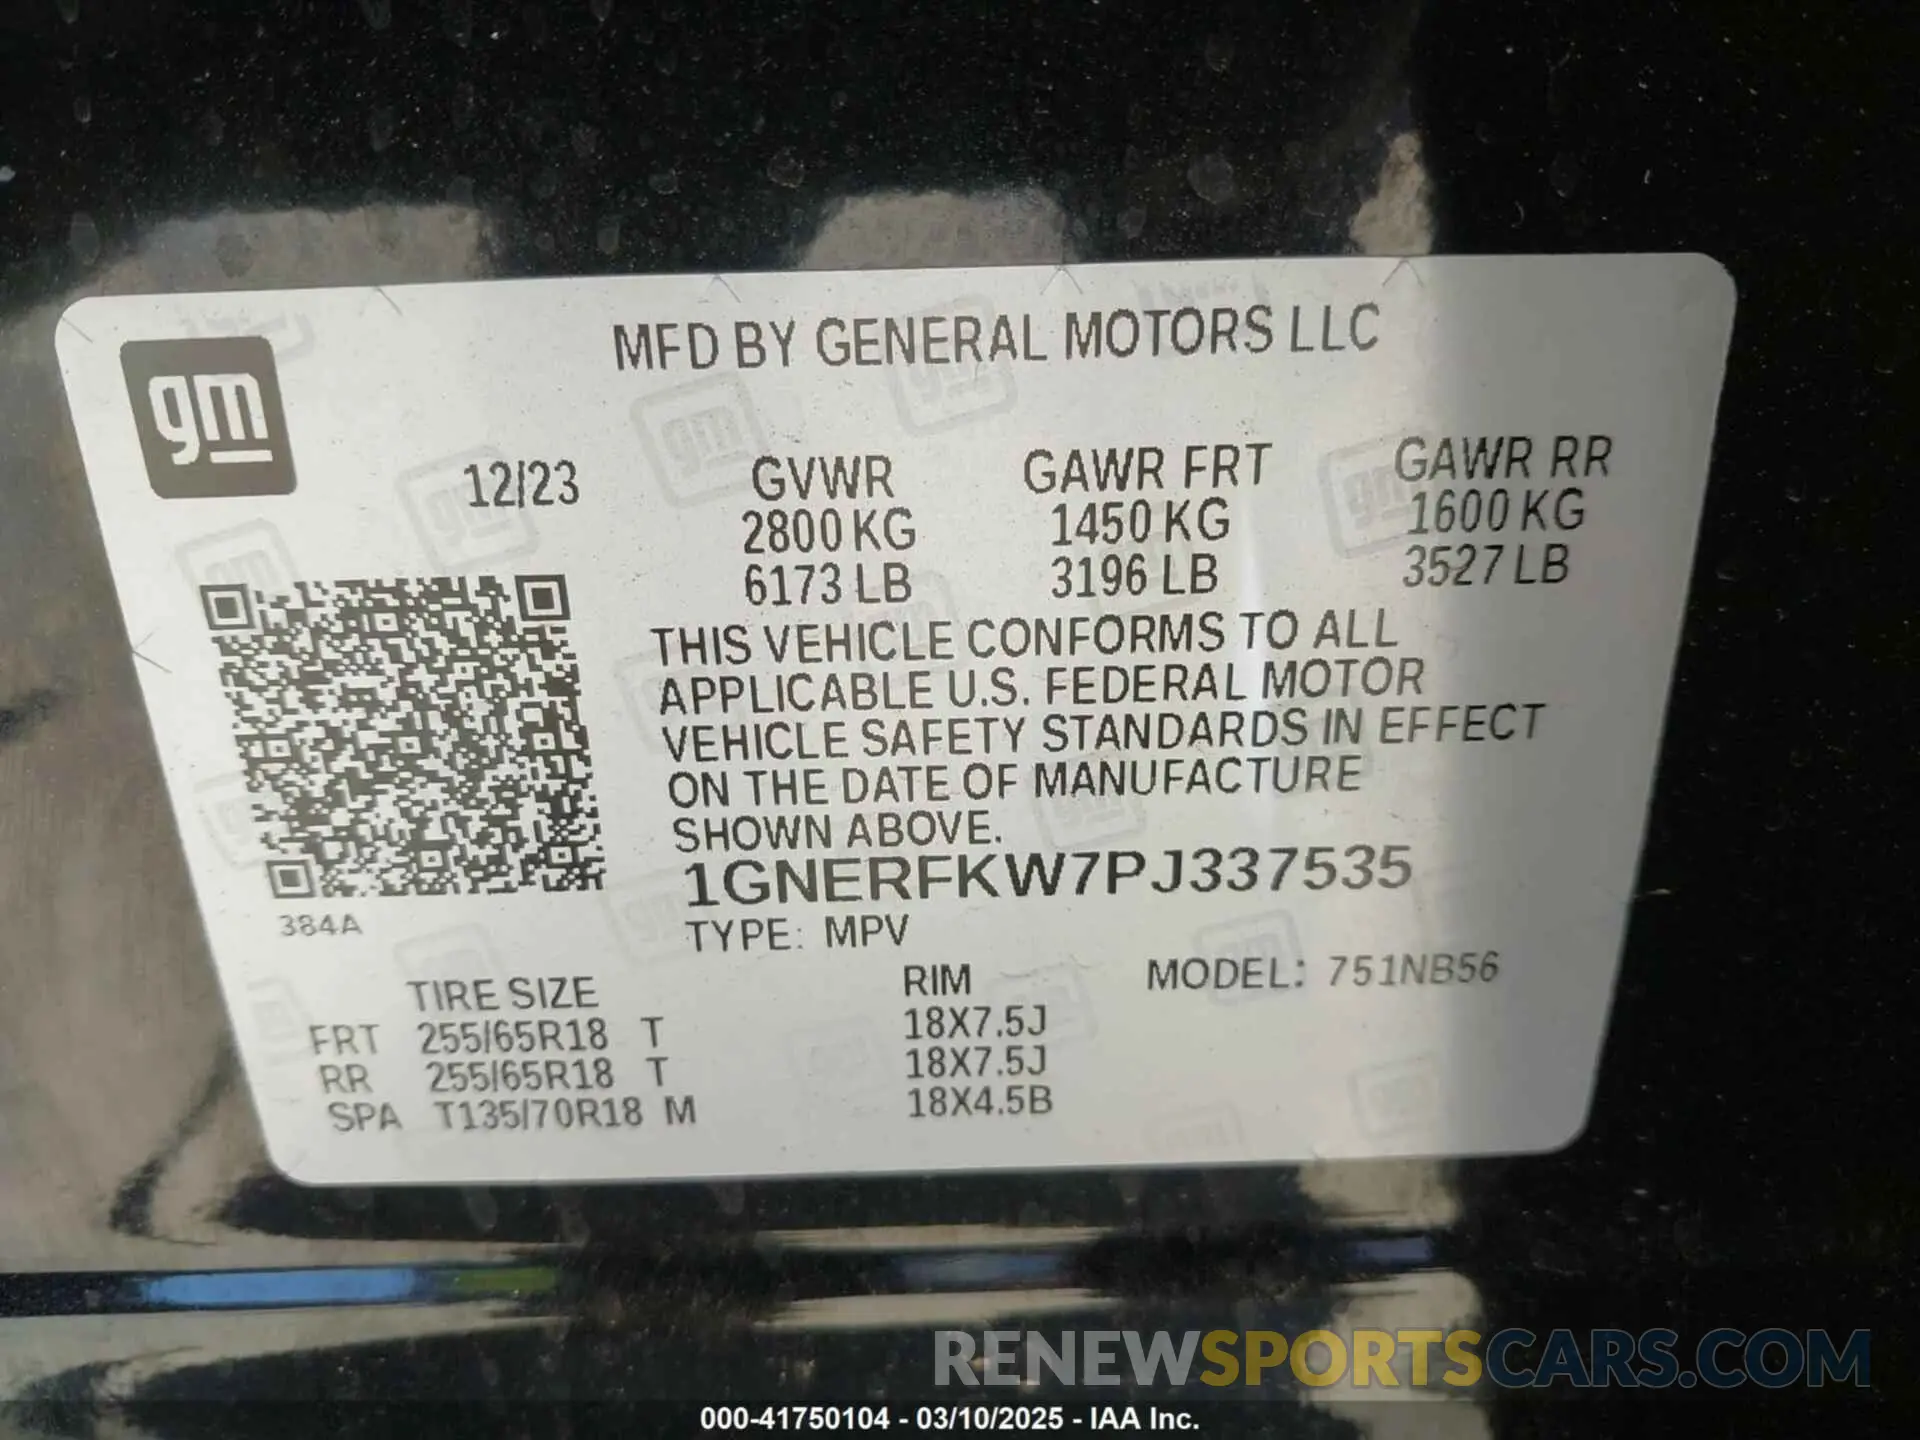 MFD BY GENERAL MOTORS LLC
gm
12/23
GVWR GAWR FRT GAWR RR
2800 KG 1450 KG 1600 KG
6173 LB 3196 LB 3527 LB
THIS VEHICLE CONFORMS TO ALL
APPLICABLE U.S. FEDERAL MOTOR
VEHICLE SAFETY STANDARDS IN EFFECT
ON THE DATE OF MANUFACTURE
SHOWN ABOVE.
1GNERFKW7PJ337535
384A
TYPE: MPV
TIRE SIZE RIM MODEL: 751NB56
FRT 255/65R18 T 18X7.5J
RR 255/65R18 T 18X7.5J
SPA T135/70R18 M 18X4.5B
RENEWSPORTSCARS.COM
000-41750104 - 03/10/2025 - IAA Inc.